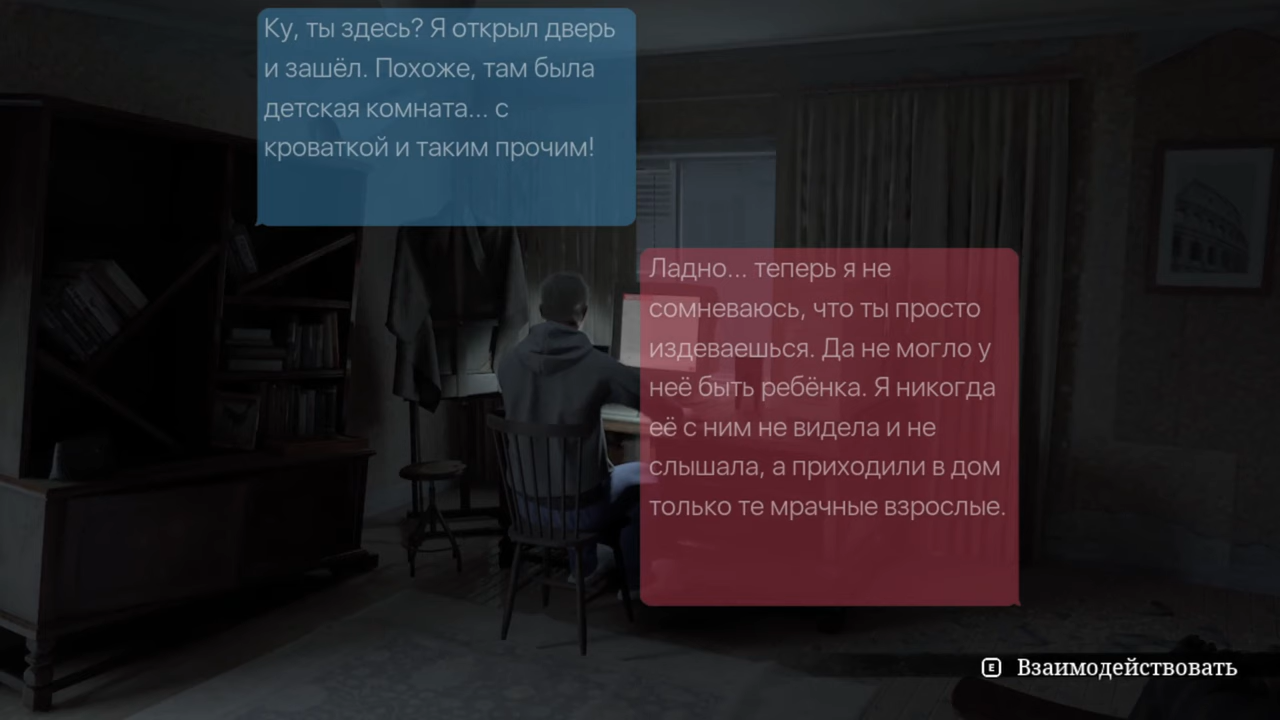 Ку, ты здесь? Я открыл дверь
и зашёл. Похоже, там была
детская комната... с
кроваткой и таким прочим!
Ладно... теперь я не
сомневаюсь, что ты просто
издеваешься. Да не могло у
неё быть ребёнка. Я никогда
её с ним не видела и не
слышала, а приходили в дом
только те мрачные взрослые.
E Взаимодействовать